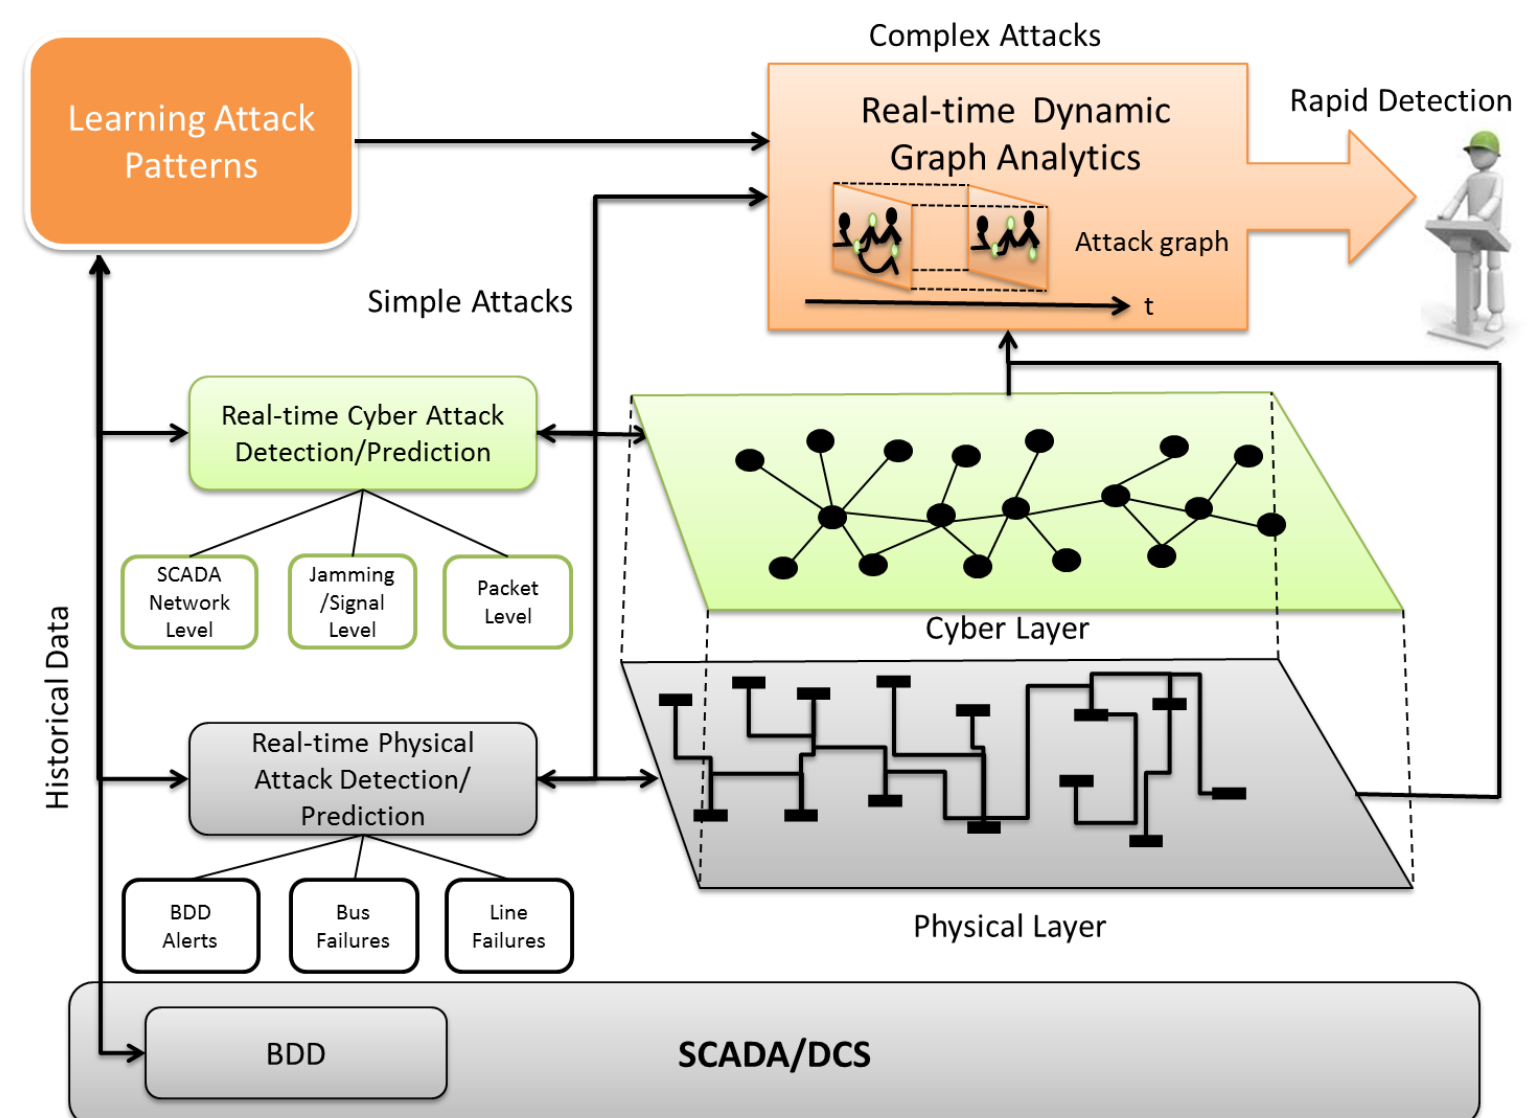 Complex Attacks
Learning Attack
Patterns
Real-time Dynamic
Graph Analytics
Attack graph
t
Rapid Detection
Simple Attacks
Real-time Cyber Attack
Detection/Prediction
SCADA
Network
Level
Jamming
/Signal
Level
Packet
Level
Cyber Layer
Historical Data
Real-time Physical
Attack Detection/
Prediction
BDD
Alerts
Bus
Failures
Line
Failures
Physical Layer
BDD
SCADA/DCS